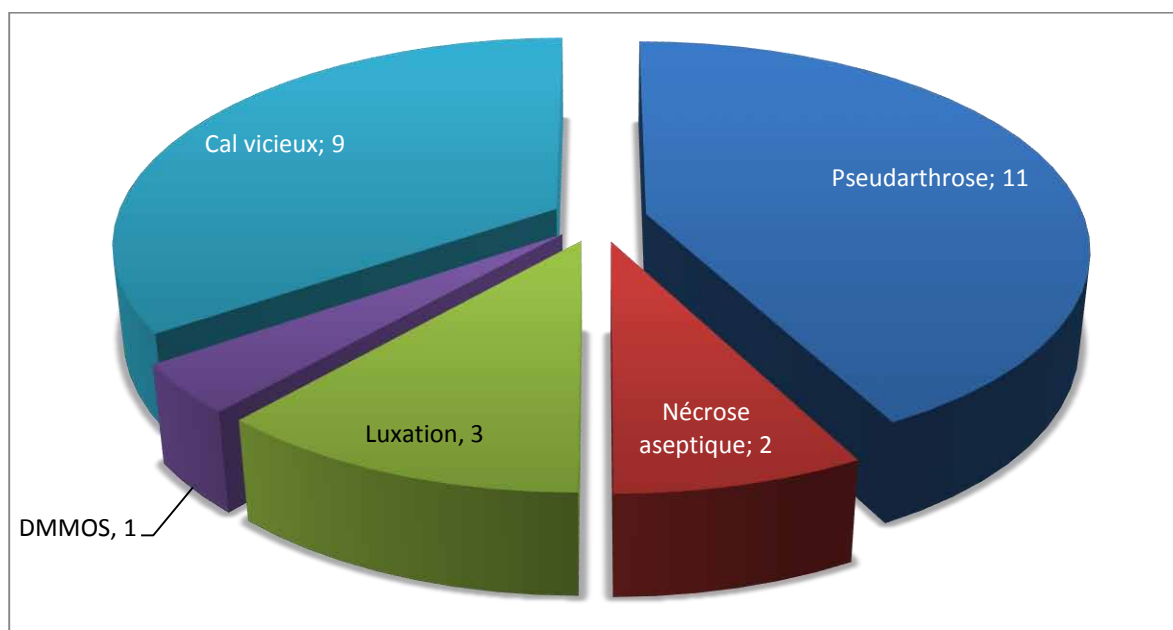 Cal vicieux; 9
Pseudarthrose; 11
Nécrose
aseptique; 2
Luxation, 3
DMMOS, 1